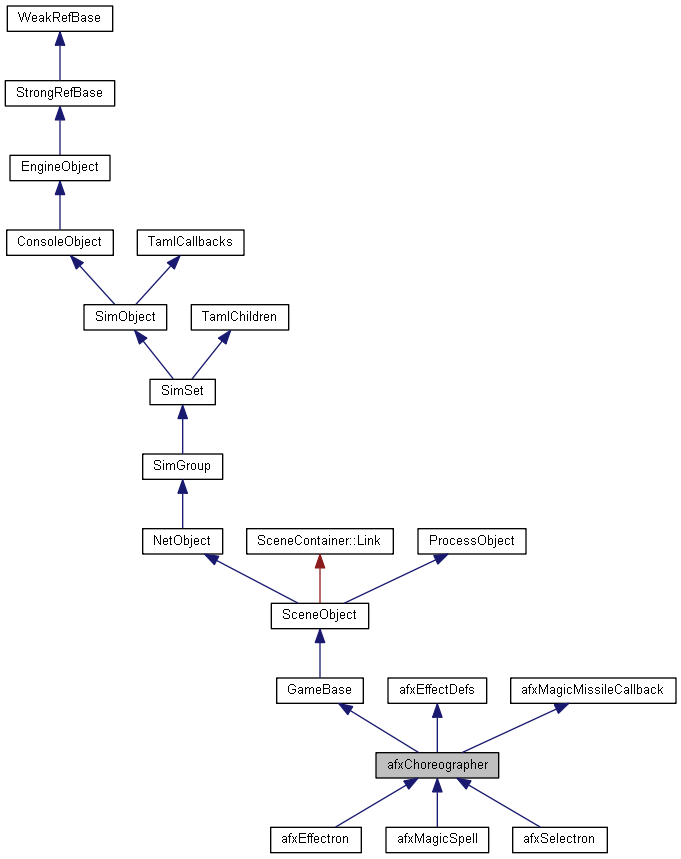 WeakRefBase
StrongRefBase
EngineObject
ConsoleObject
TamlCallbacks
SimObject
TamlChildren
SimSet
SimGroup
NetObject
SceneContainer::Link
ProcessObject
SceneObject
GameBase
afxEffectDefs
afxMagicMissileCallback
afxChoreographer
afxEffectron
afxMagicSpell
afxSelectron